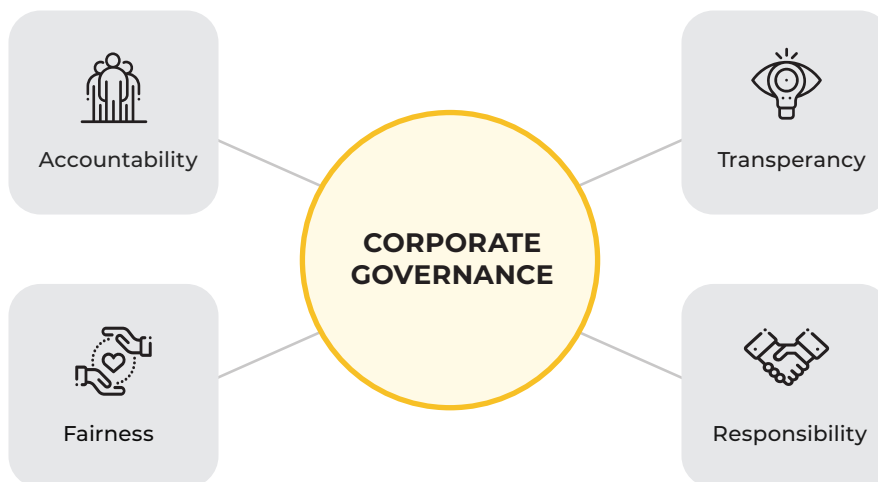 Accountability
Transperancy
CORPORATE
GOVERNANCE
Fairness
Responsibility